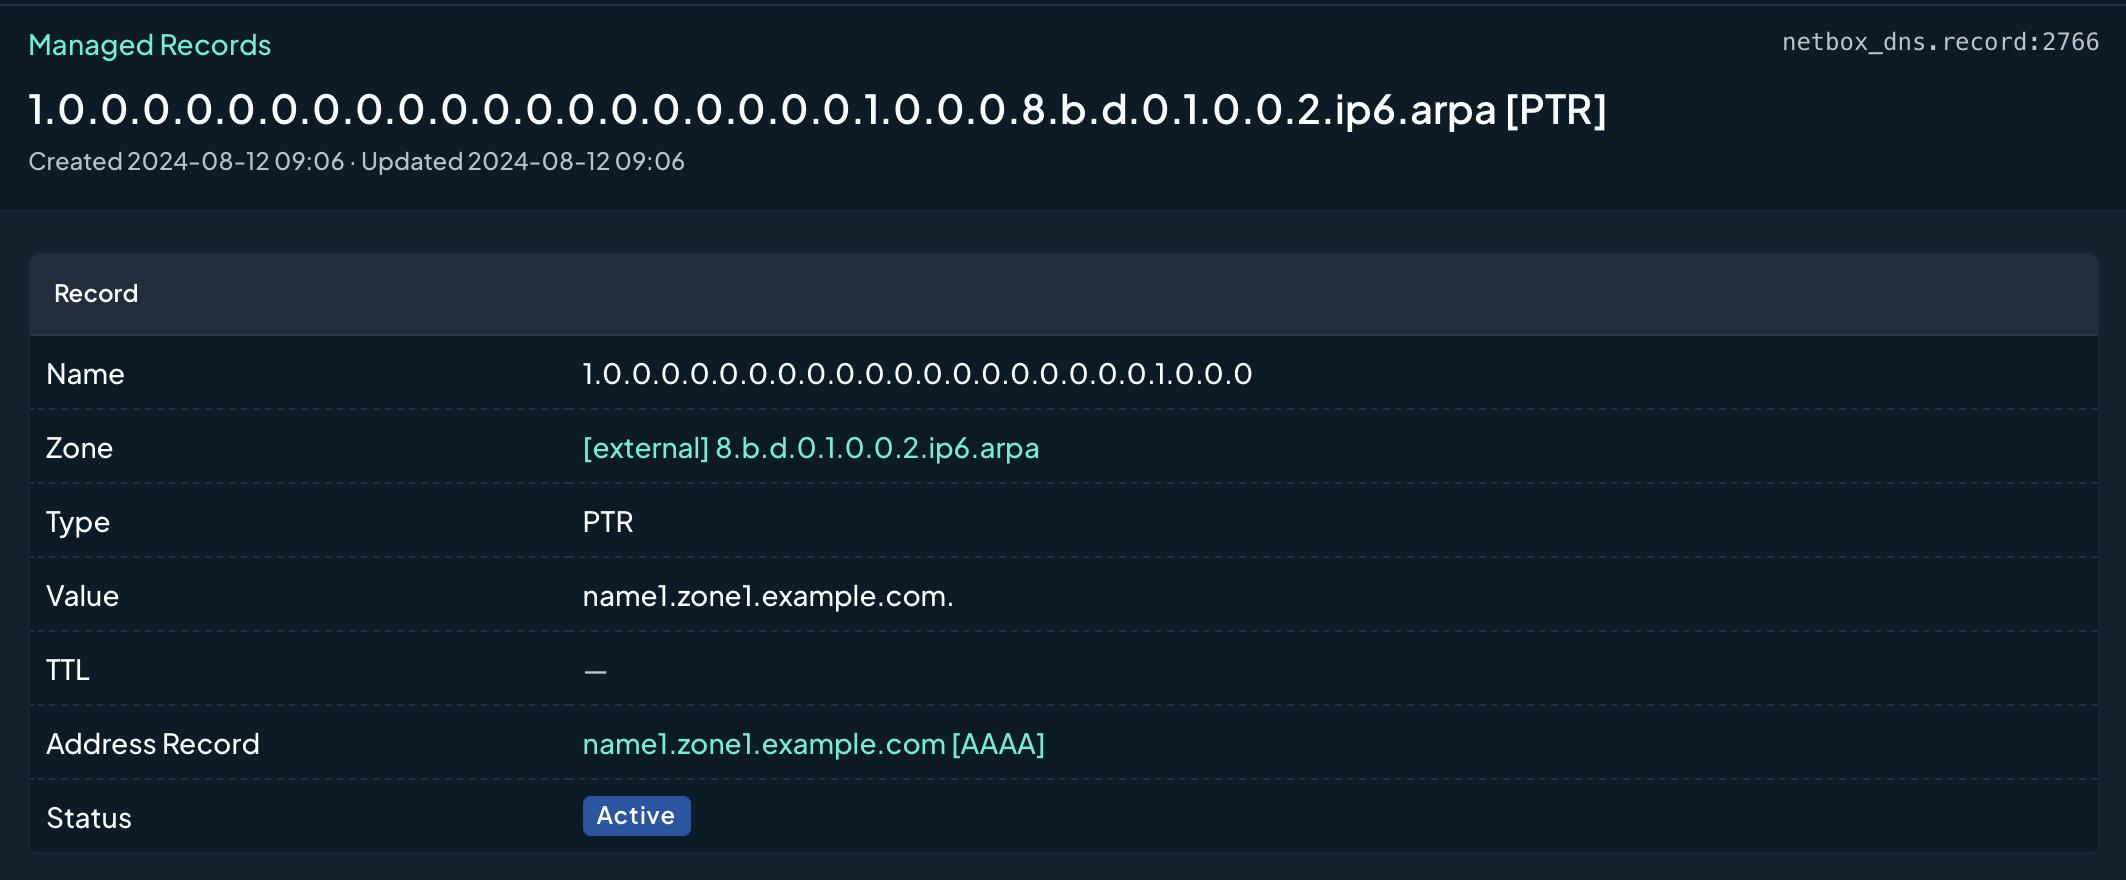 Managed Records
netbox_dns.record:2766
1.0.0.0.0.0.0.0.0.0.0.0.0.0.0.0.0.0.0.0.1.0.0.0.8.b.d.0.1.0.0.2.ip6.arpa [PTR]
Created 2024-08-12 09:06 · Updated 2024-08-12 09:06
Record
Name 1.0.0.0.0.0.0.0.0.0.0.0.0.0.0.0.0.0.0.0.1.0.0.0
Zone [external] 8.b.d.0.1.0.0.2.ip6.arpa
Type PTR
Value name1.zone1.example.com.
TTL —
Address Record name1.zone1.example.com [AAAA]
Status Active